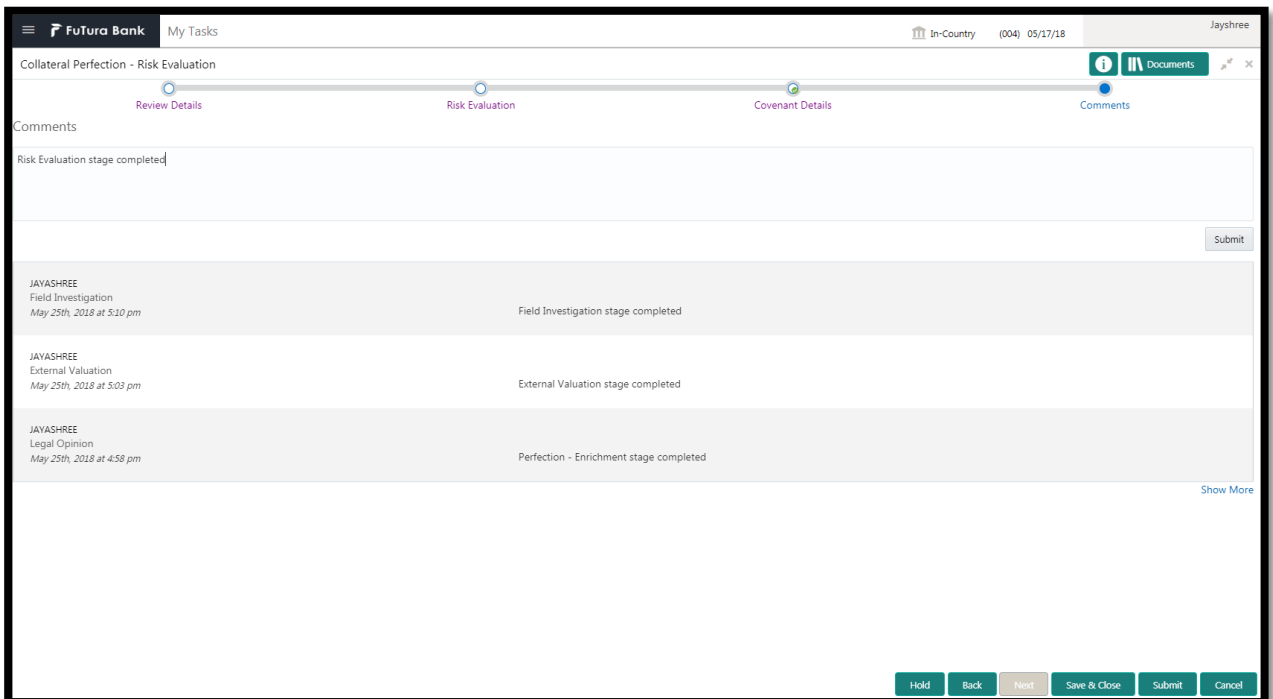 FuTura Bank
My Tasks
In-Country
(004) 05/17/18
Jayshree
Collateral Perfection - Risk Evaluation
i
Documents
Review Details
Risk Evaluation
Covenant Details
Comments
Comments
Risk Evaluation stage completed
Submit
JAYASHREE
Field Investigation
May 25th, 2018 at 5:10 pm
Field Investigation stage completed
JAYASHREE
External Valuation
May 25th, 2018 at 5:03 pm
External Valuation stage completed
JAYASHREE
Legal Opinion
May 25th, 2018 at 4:58 pm
Perfection - Enrichment stage completed
Show More
Hold
Back
Next
Save & Close
Submit
Cancel